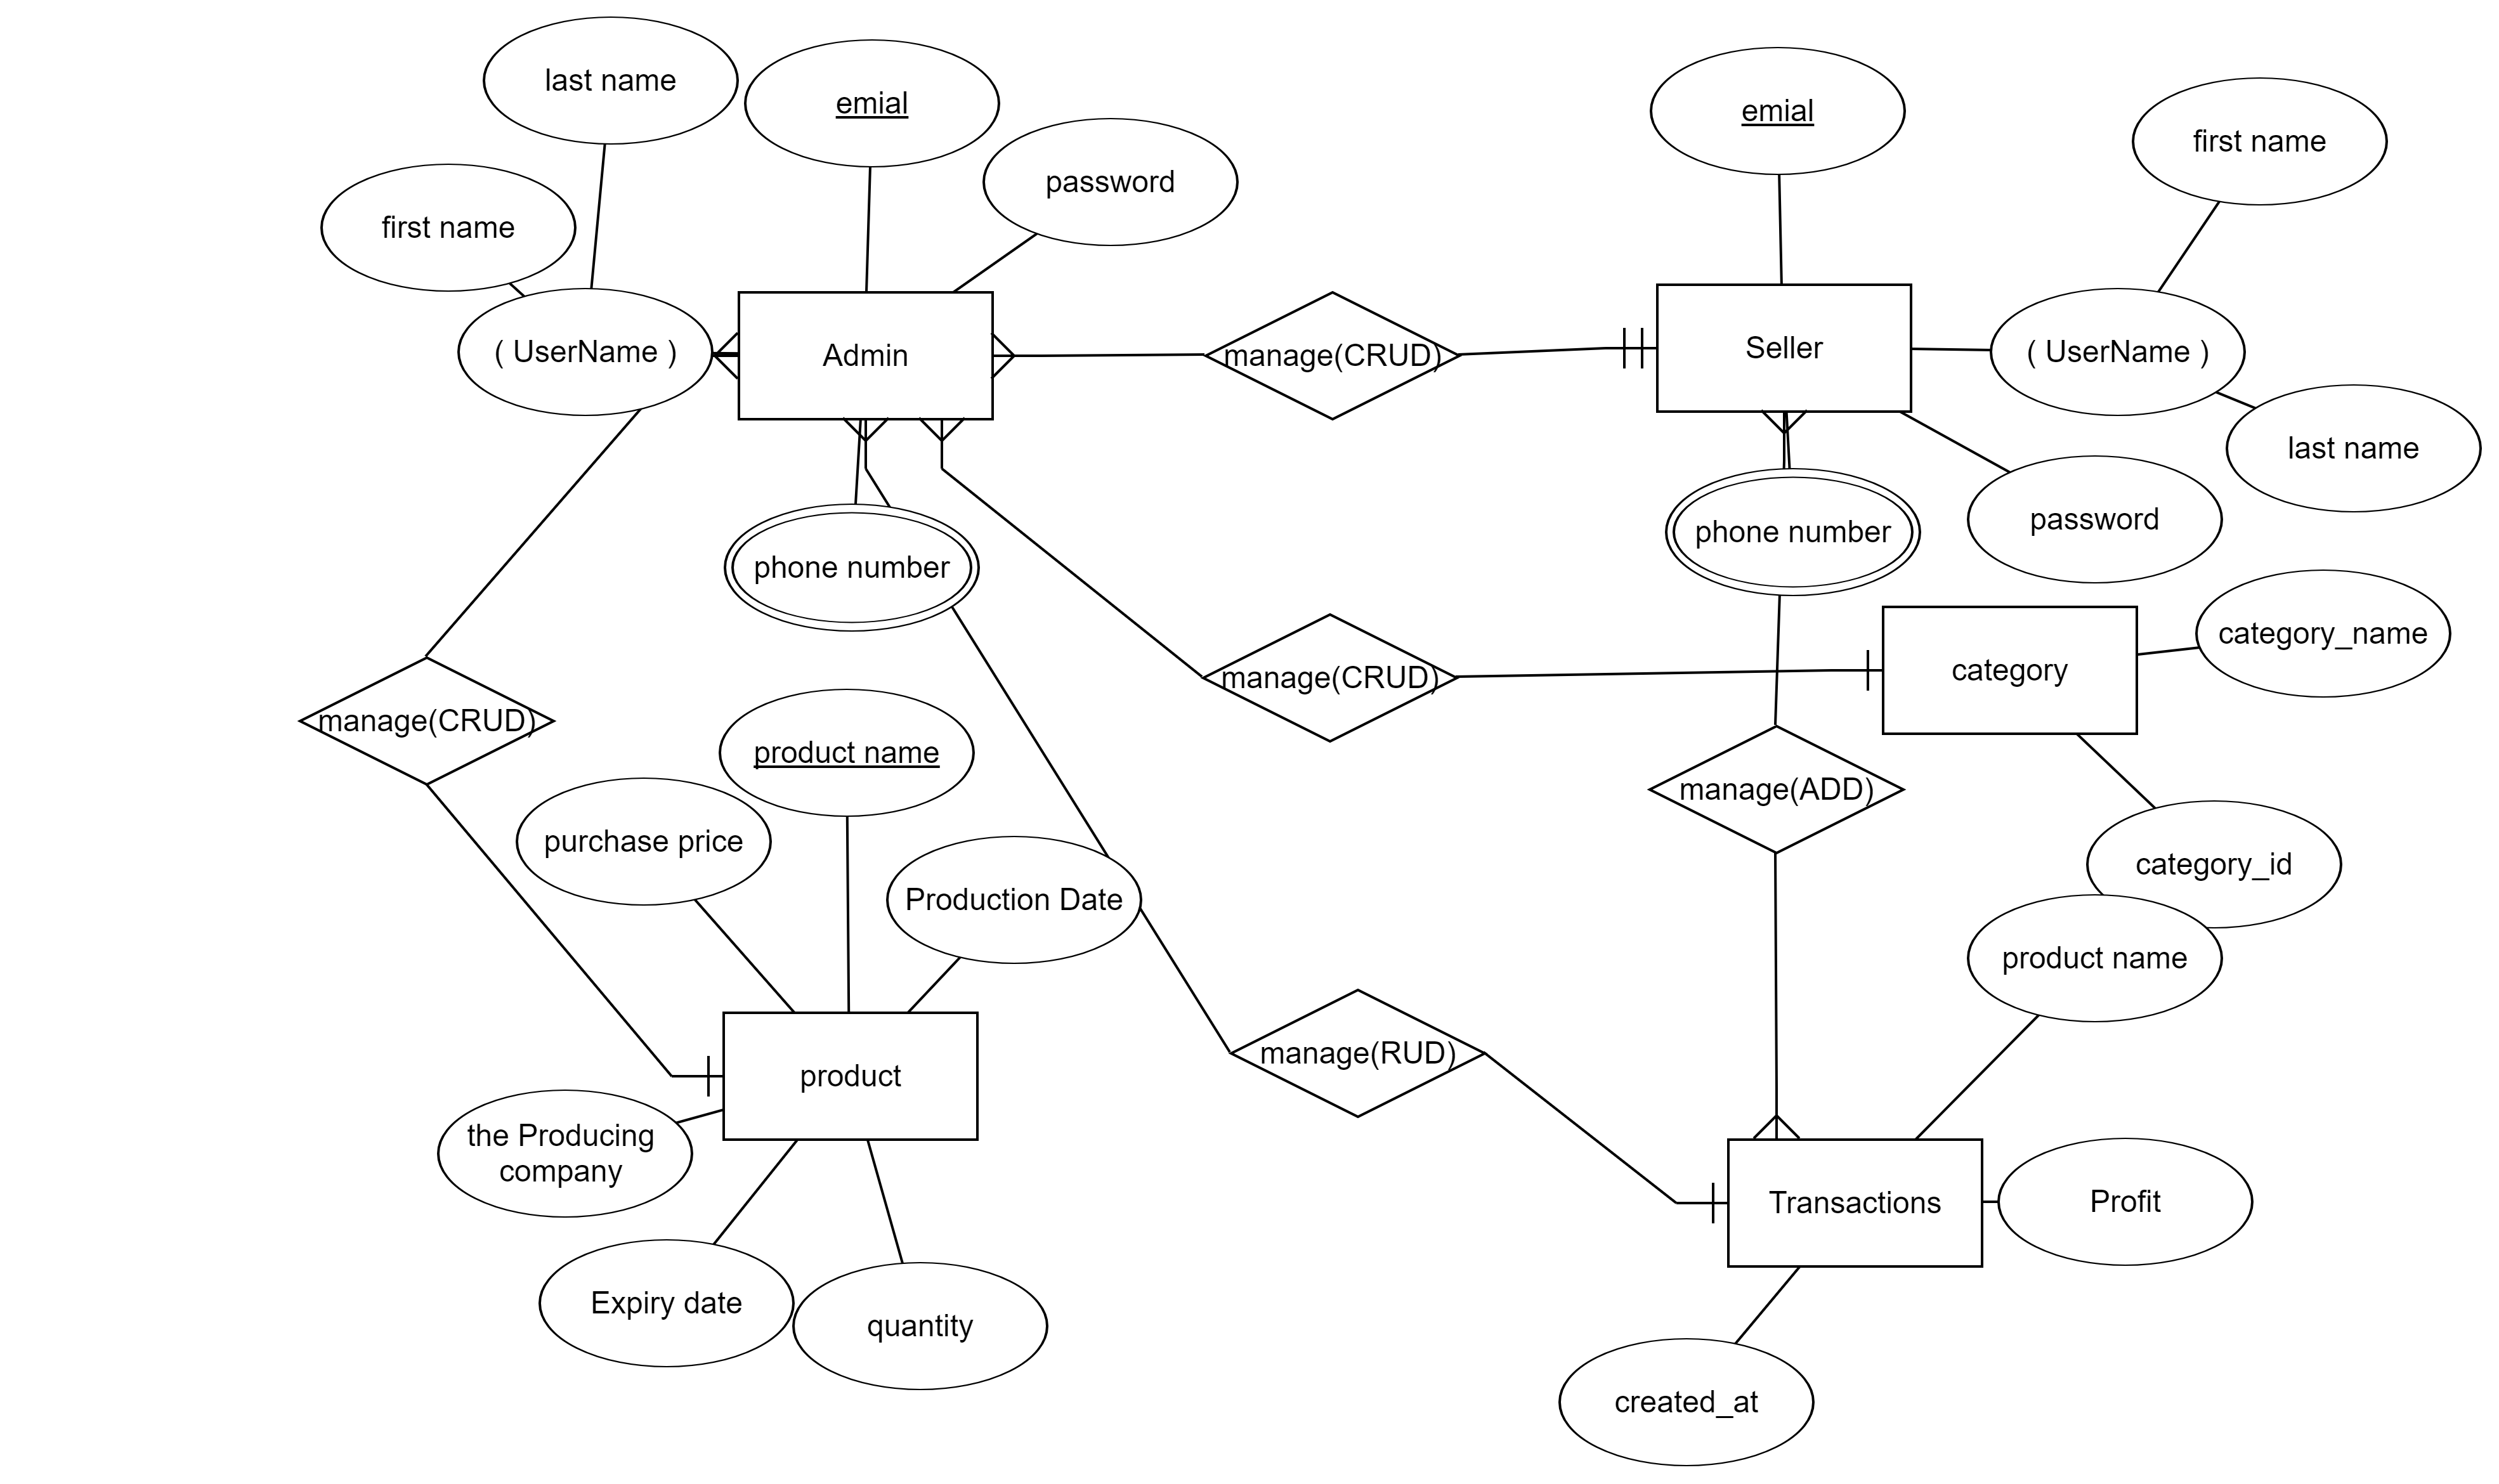 last name
emial
emial
first name
password
first name
( UserName )
Admin
manage(CRUD)
Seller
( UserName )
last name
password
phone number
phone number
category_name
category
manage(CRUD)
manage(CRUD)
product name
manage(ADD)
purchase price
category_id
Production Date
product name
manage(RUD)
product
the Producing
company
Transactions
Profit
Expiry date
quantity
created_at